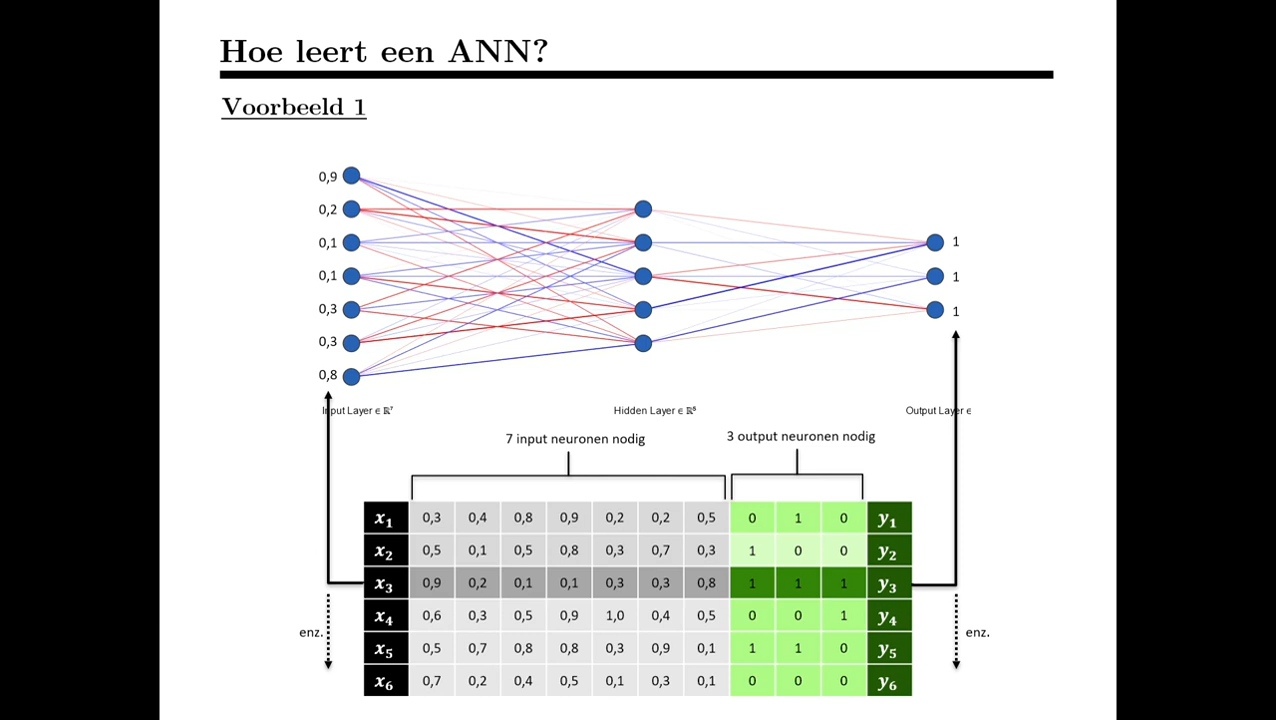 Hoe leert een ANN?
Voorbeeld 1
0,9
0,2
0,1
0,1
0,3
0,3
0,8
1
1
1
Input Layer ∈ ℝ⁷
Hidden Layer ∈ ℝ⁵
Output Layer ∈
7 input neuronen nodig
3 output neuronen nodig
x₁ 0,3 0,4 0,8 0,9 0,2 0,2 0,5 0 1 0 y₁
x₂ 0,5 0,1 0,5 0,8 0,3 0,7 0,3 1 0 0 y₂
x₃ 0,9 0,2 0,1 0,1 0,3 0,3 0,8 1 1 1 y₃
x₄ 0,6 0,3 0,5 0,9 1,0 0,4 0,5 0 0 1 y₄
x₅ 0,5 0,7 0,8 0,8 0,3 0,9 0,1 1 1 0 y₅
x₆ 0,7 0,2 0,4 0,5 0,1 0,3 0,1 0 0 0 y₆
enz.
enz.